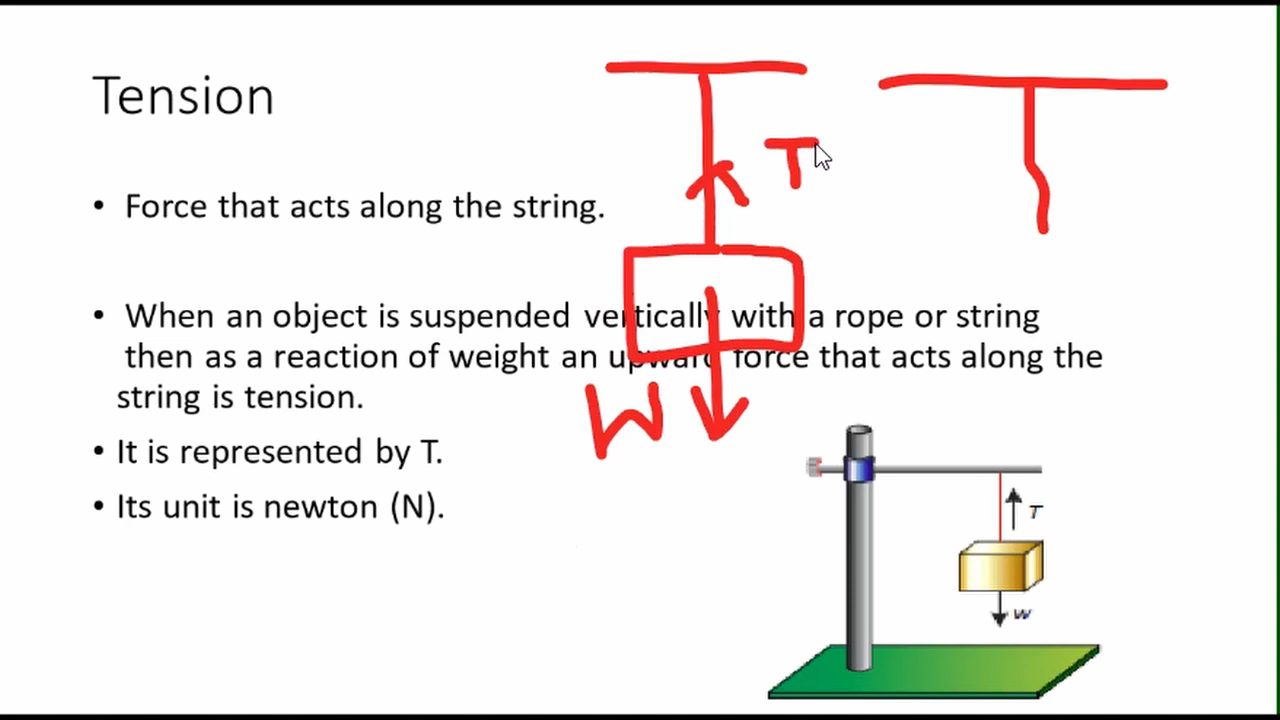 Tension
T
• Force that acts along the string.
• When an object is suspended vertically with a rope or string
then as a reaction of weight an upward force that acts along the
string is tension.
W
• It is represented by T.
• Its unit is newton (N).
T
W